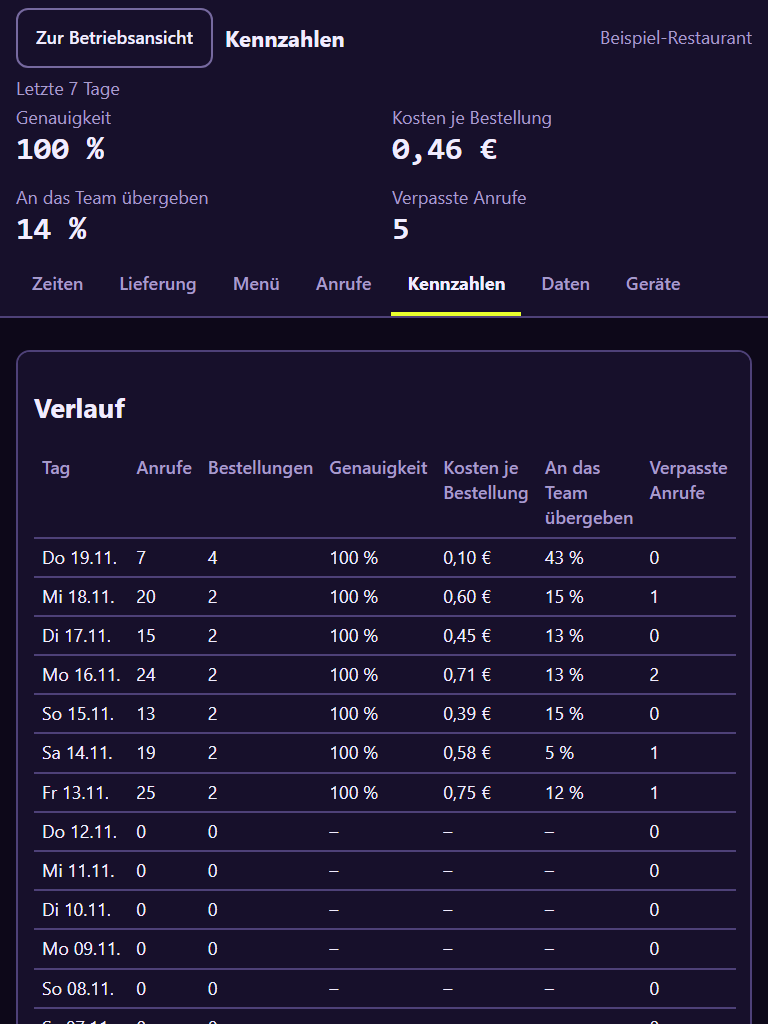 Zur Betriebsansicht Kennzahlen Beispiel-Restaurant
Letzte 7 Tage
Genauigkeit Kosten je Bestellung
100 % 0,46 €
An das Team übergeben Verpasste Anrufe
14 % 5
Zeiten Lieferung Menü Anrufe Kennzahlen Daten Geräte
Verlauf
Tag Anrufe Bestellungen Genauigkeit Kosten je Bestellung An das Team übergeben Verpasste Anrufe
Do 19.11. 7 4 100 % 0,10 € 43 % 0
Mi 18.11. 20 2 100 % 0,60 € 15 % 1
Di 17.11. 15 2 100 % 0,45 € 13 % 0
Mo 16.11. 24 2 100 % 0,71 € 13 % 2
So 15.11. 13 2 100 % 0,39 € 15 % 0
Sa 14.11. 19 2 100 % 0,58 € 5 % 1
Fr 13.11. 25 2 100 % 0,75 € 12 % 1
Do 12.11. 0 0 – – – 0
Mi 11.11. 0 0 – – – 0
Di 10.11. 0 0 – – – 0
Mo 09.11. 0 0 – – – 0
So 08.11. 0 0 – – – 0